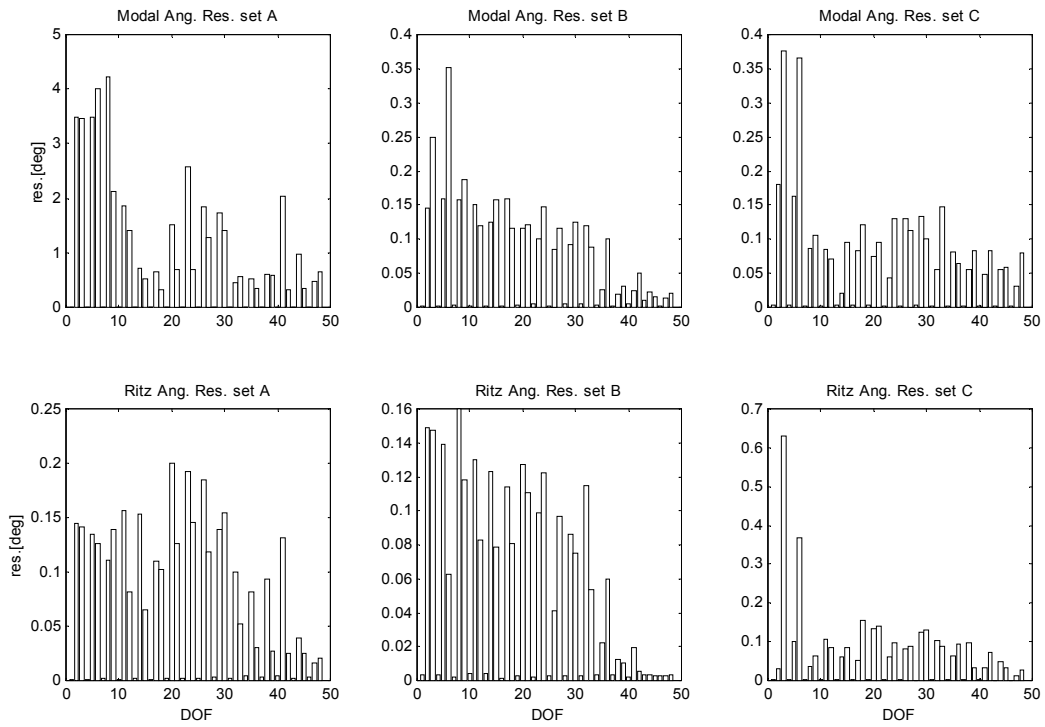 Modal Ang. Res. set A
5
4
3
2
1
0
res.[deg]
0 10 20 30 40 50
Modal Ang. Res. set B
0.4
0.35
0.3
0.25
0.2
0.15
0.1
0.05
0
0 10 20 30 40 50
Modal Ang. Res. set C
0.4
0.35
0.3
0.25
0.2
0.15
0.1
0.05
0
0 10 20 30 40 50
Ritz Ang. Res. set A
0.25
0.2
0.15
0.1
0.05
0
res.[deg]
0 10 20 30 40 50
DOF
Ritz Ang. Res. set B
0.16
0.14
0.12
0.1
0.08
0.06
0.04
0.02
0
0 10 20 30 40 50
Ritz Ang. Res. set C
0.7
0.6
0.5
0.4
0.3
0.2
0.1
0
0 10 20 30 40 50
DOF